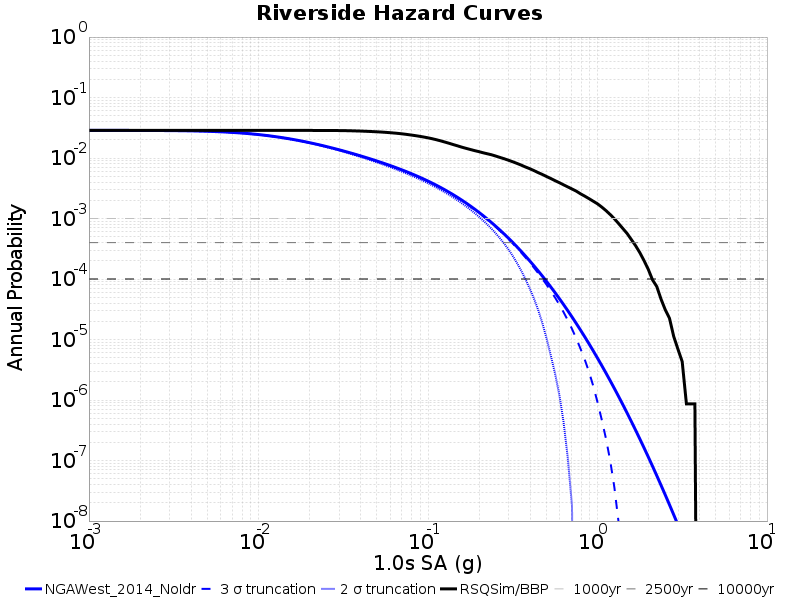 Riverside Hazard Curves
Annual Probability
10^0
10^-1
10^-2
10^-3
10^-4
10^-5
10^-6
10^-7
10^-8
10^-3 10^-2 10^-1 10^0 10^1
1.0s SA (g)
NGAWest_2014_NoIdr 3 σ truncation 2 σ truncation RSQSim/BBP 1000yr 2500yr 10000yr